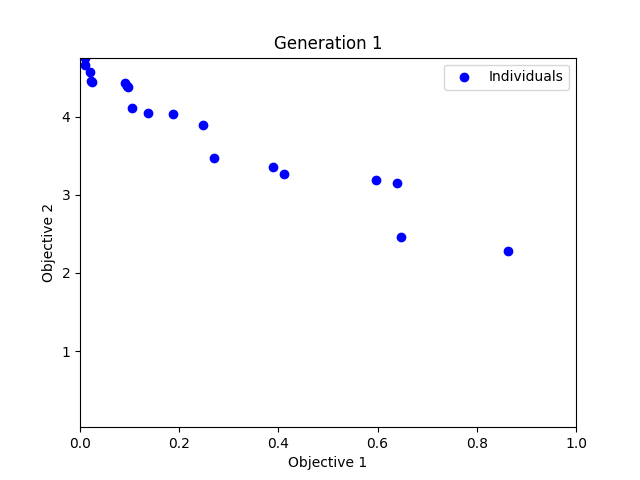 Generation 1
Individuals
4
3
2
1
Objective 2
0.0 0.2 0.4 0.6 0.8 1.0
Objective 1